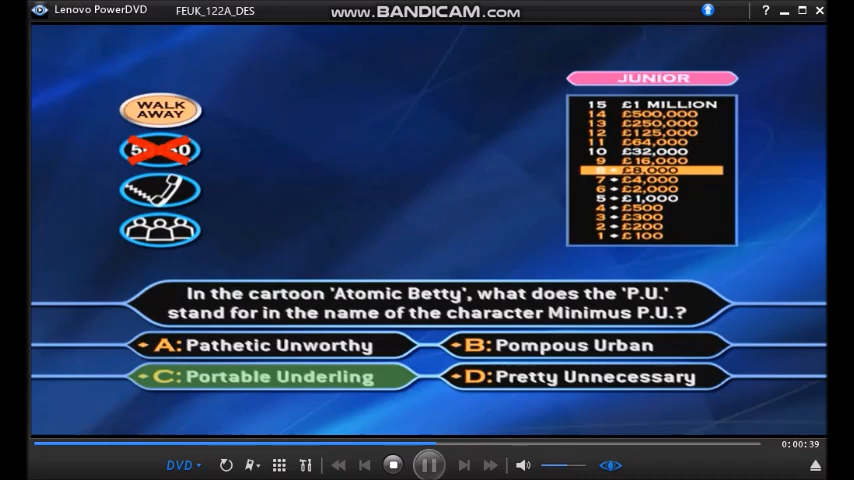 Lenovo PowerDVD
FEUK_122A_DES
www.BANDICAM.com
?
WALK
AWAY
JUNIOR
15 £1 MILLION
14 £500,000
13 £250,000
12 £125,000
11 £64,000
10 £32,000
9 £16,000
8 £8,000
7 £4,000
6 £2,000
5 £1,000
4 £500
3 £300
2 £200
1 £100
In the cartoon 'Atomic Betty', what does the 'P.U.'
stand for in the name of the character Minimus P.U.?
A: Pathetic Unworthy
B: Pompous Urban
C: Portable Underling
D: Pretty Unnecessary
0:00:39
DVD